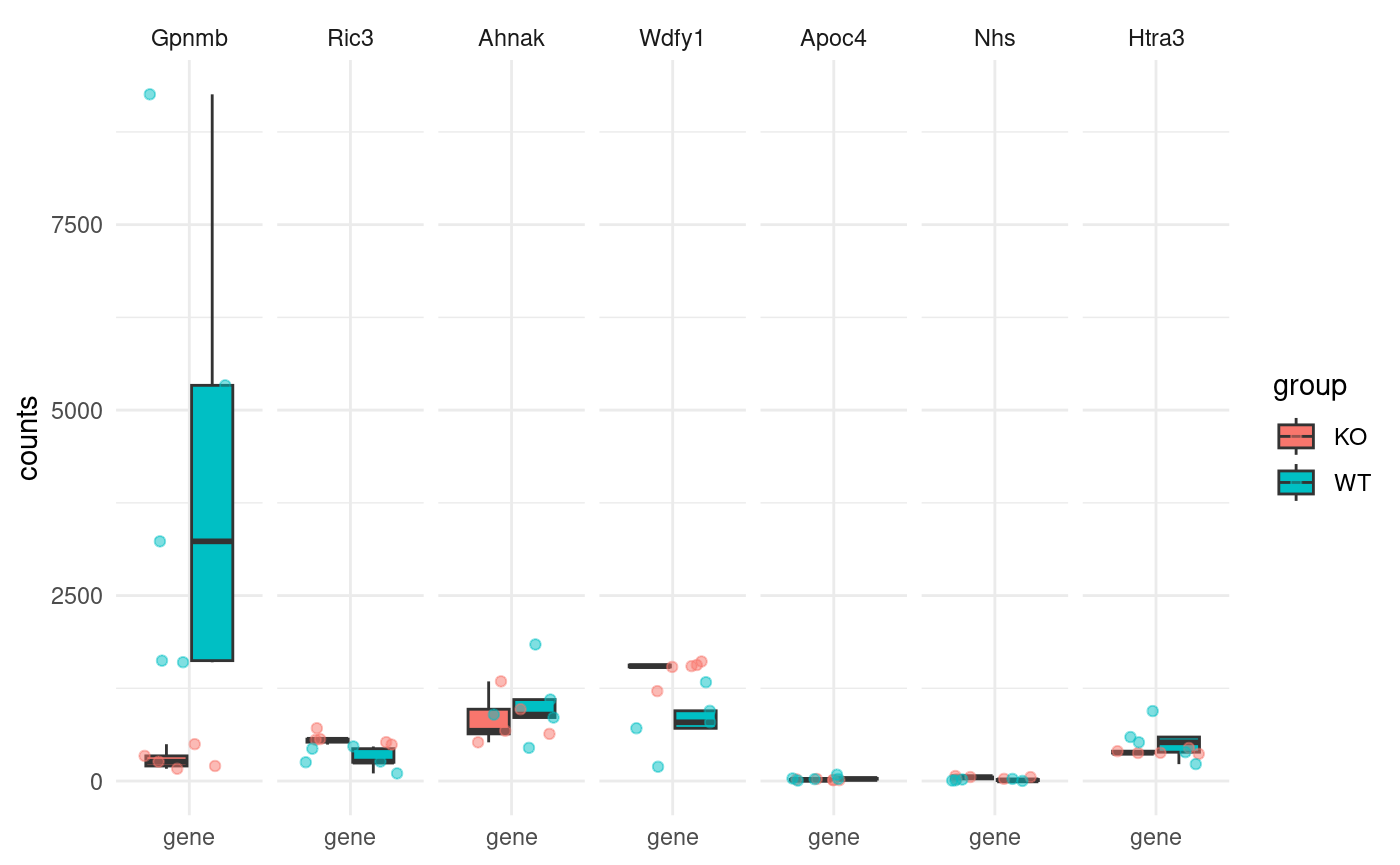 Gpnmb Ric3 Ahnak Wdfy1 Apoc4 Nhs Htra3
7500
5000
2500
0
counts
gene gene gene gene gene gene gene
group
KO
WT